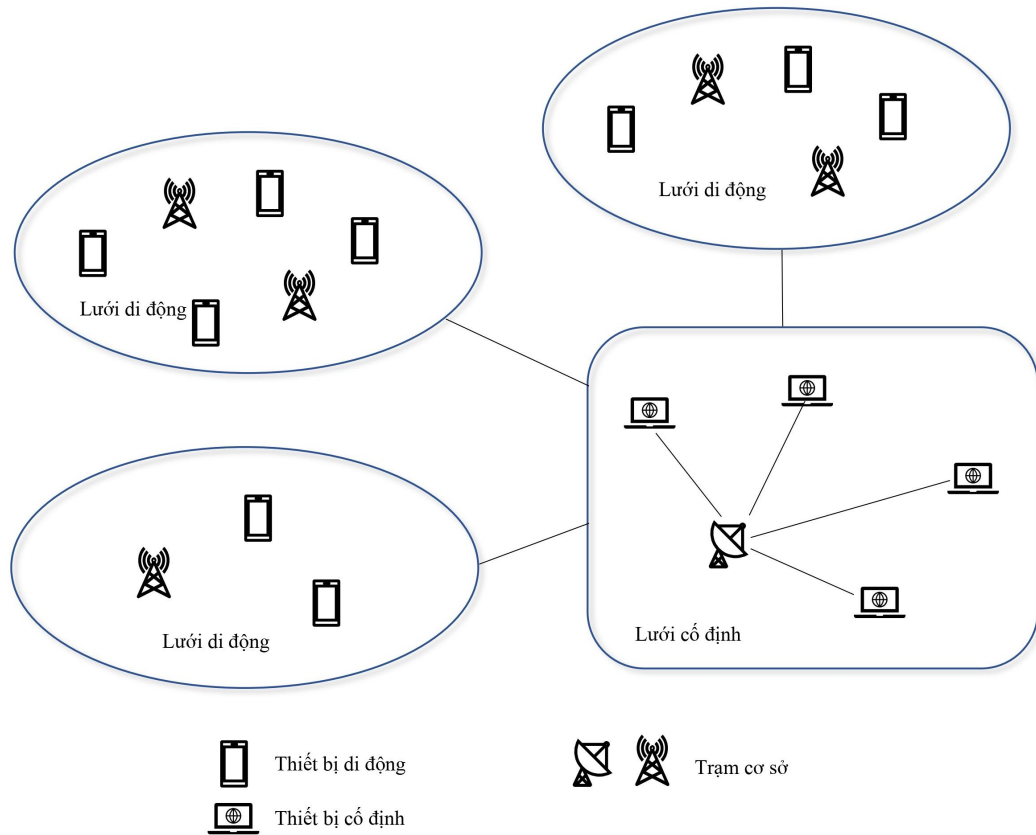 Lưới di động
Lưới di động
Lưới di động
Lưới cố định
Thiết bị di động
Trạm cơ sở
Thiết bị cố định